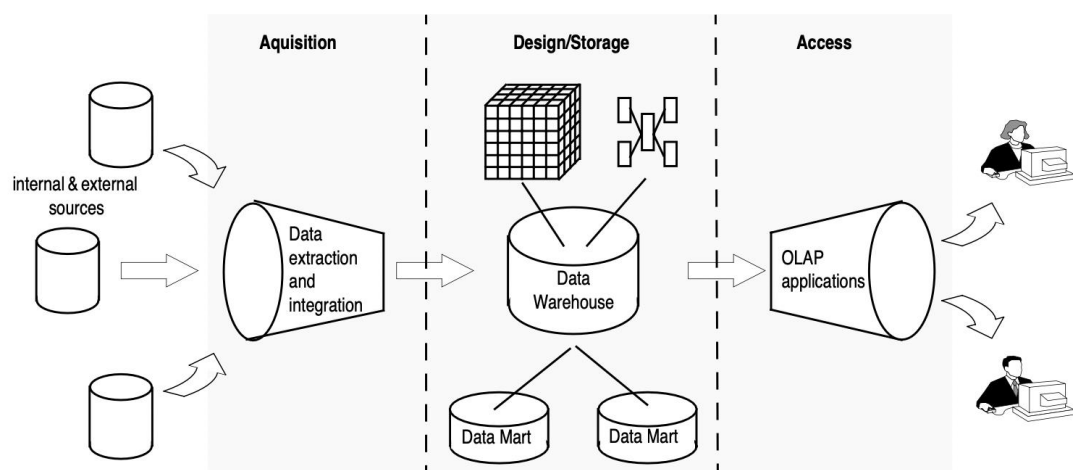 Aquisition
Design/Storage
Access
internal & external
sources
Data
extraction
and
integration
Data
Warehouse
OLAP
applications
Data Mart
Data Mart